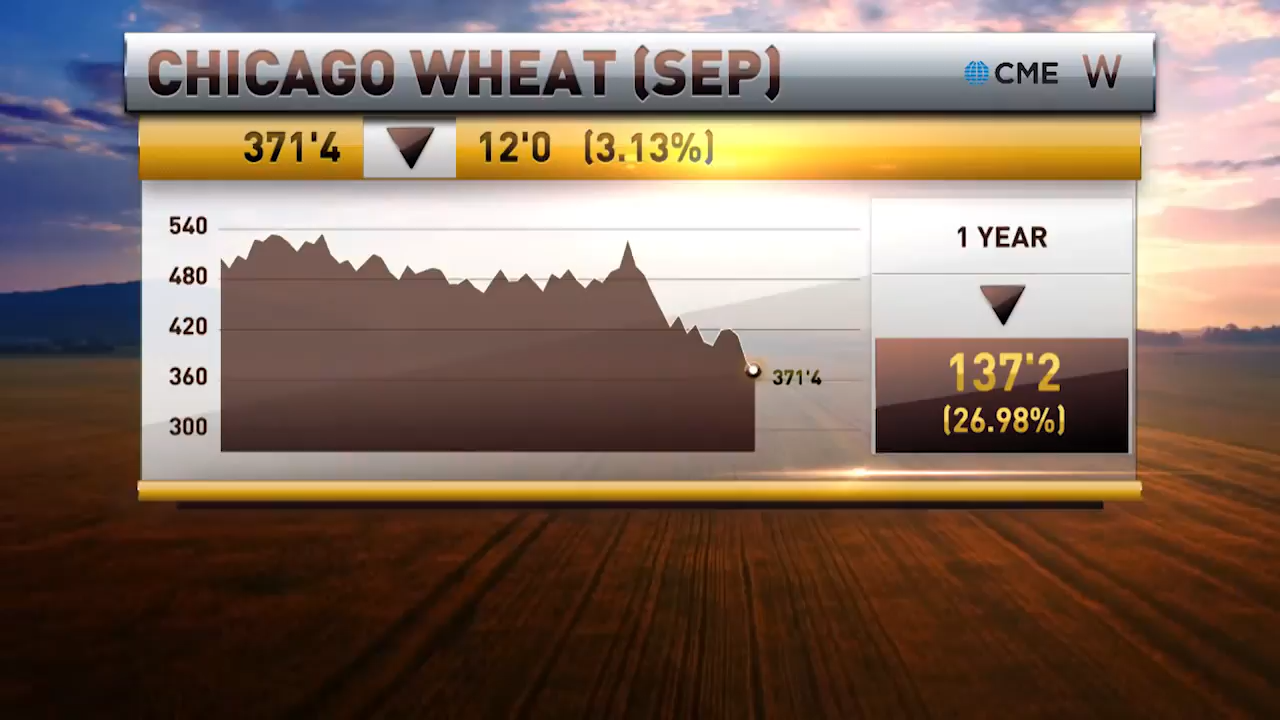 CHICAGO WHEAT (SEP)
CME W
371'4 12'0 (3.13%)
540
480
420
360
300
371'4
1 YEAR
137'2
(26.98%)